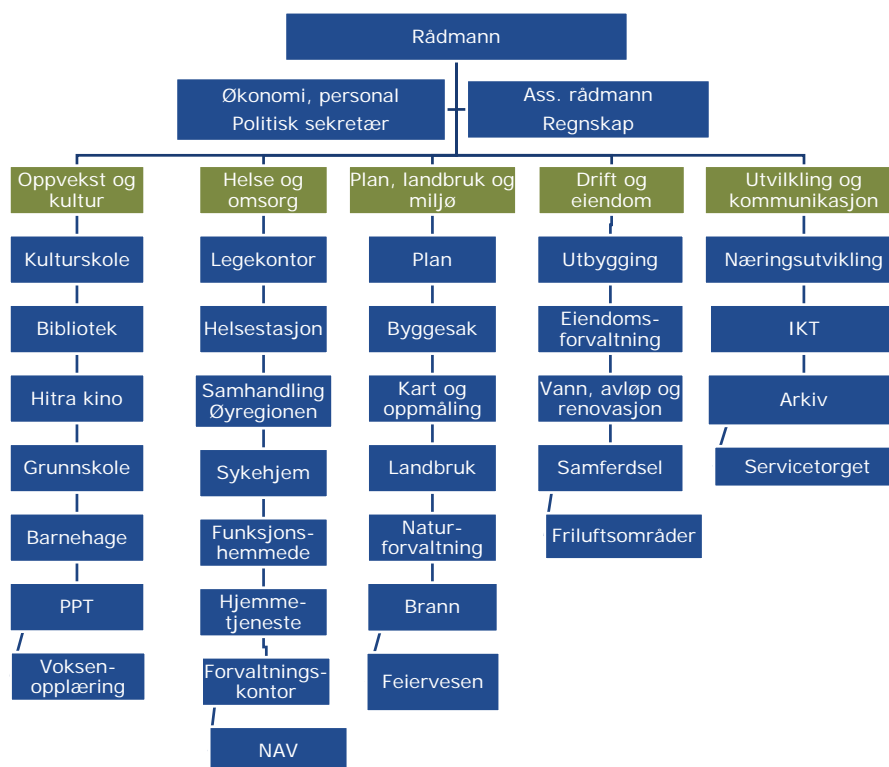 Rådmann
Økonomi, personal
Politisk sekretær
Ass. rådmann
Regnskap
Oppvekst og
kultur
Helse og
omsorg
Plan, landbruk og
miljø
Drift og
eiendom
Utvilkling og
kommunikasjon
Kulturskole
Bibliotek
Hitra kino
Grunnskole
Barnehage
PPT
Voksen-
opplæring
Legekontor
Helsestasjon
Samhandling
Øyregionen
Sykehjem
Funksjons-
hemmede
Hjemme-
tjeneste
Forvaltnings-
kontor
NAV
Plan
Byggesak
Kart og
oppmåling
Landbruk
Natur-
forvaltning
Brann
Feiervesen
Utbygging
Eiendoms-
forvaltning
Vann, avløp og
renovasjon
Samferdsel
Friluftsområder
Næringsutvikling
IKT
Arkiv
Servicetorget